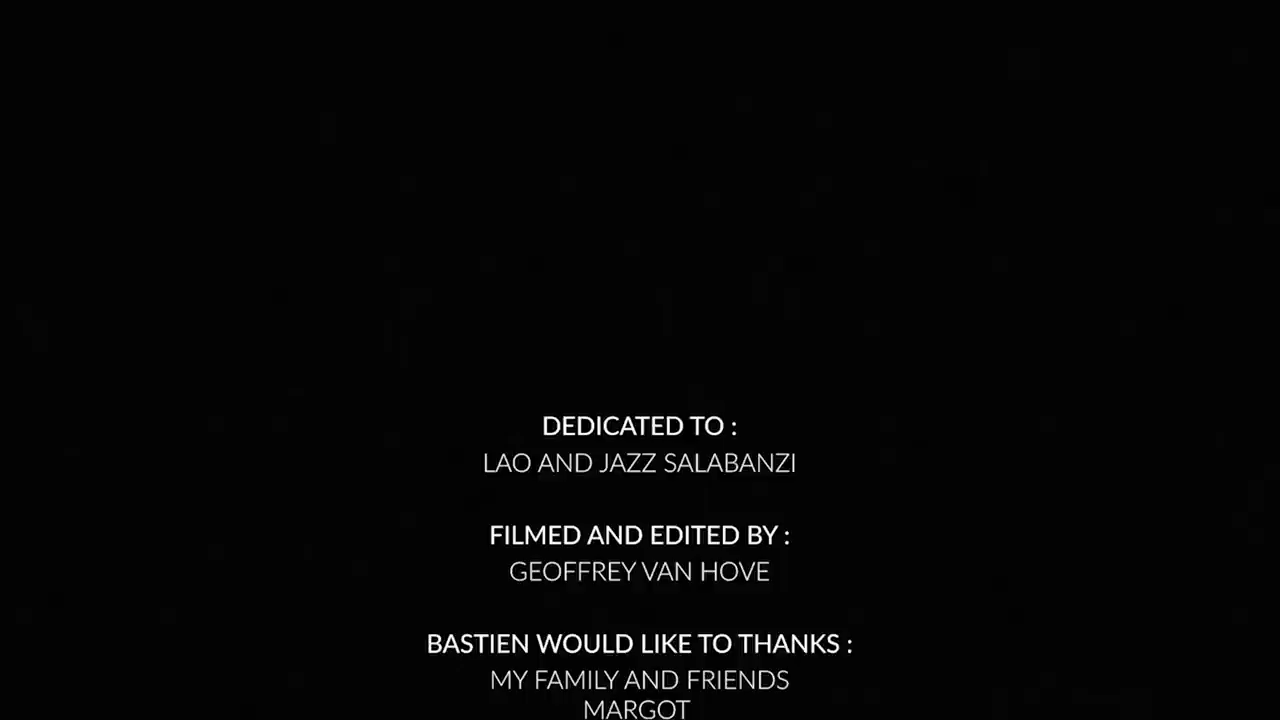 DEDICATED TO :
LAO AND JAZZ SALABANZI
FILMED AND EDITED BY :
GEOFFREY VAN HOVE
BASTIEN WOULD LIKE TO THANKS :
MY FAMILY AND FRIENDS
MARGOT